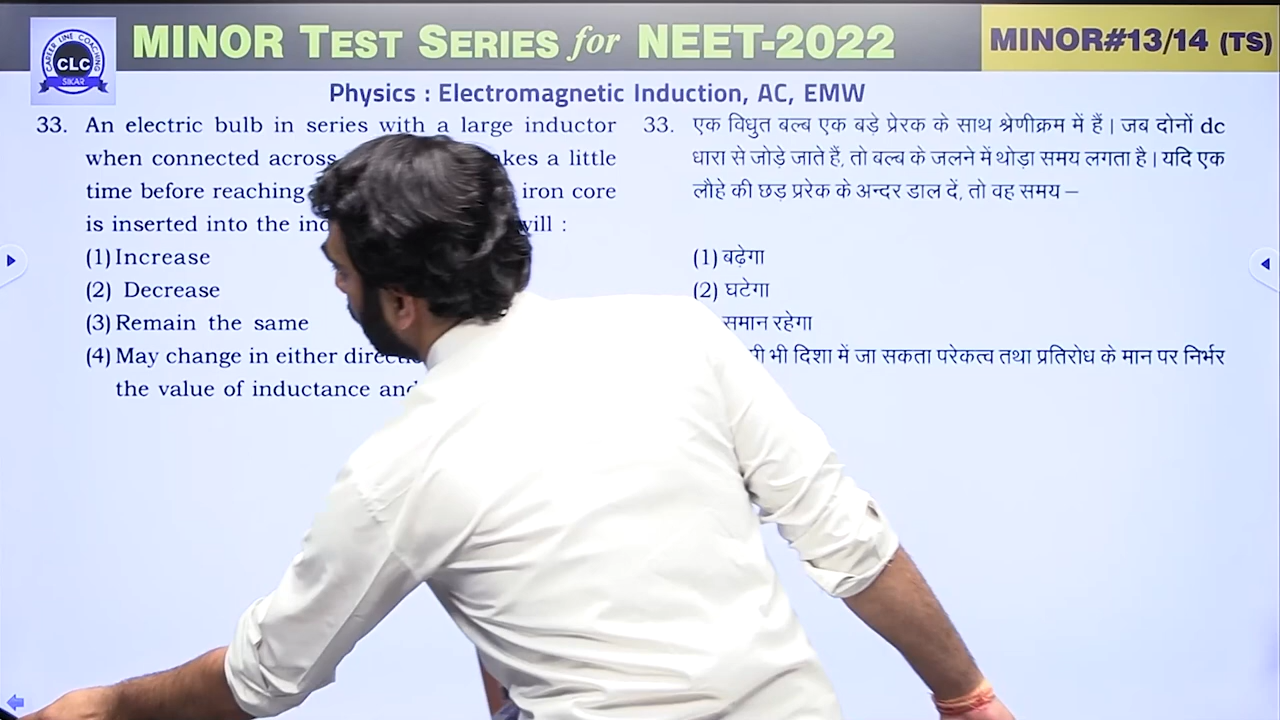 MINOR TEST SERIES for NEET-2022
MINOR#13/14 (TS)
CAREER LINE COACHING
CLC
SIKAR
Physics : Electromagnetic Induction, AC, EMW
33. An electric bulb in series with a large inductor
when connected across a little
time before reaching iron core
is inserted into the will :
(1) Increase
(2) Decrease
(3) Remain the same
(4) May change in either
the value of inductance and
33. एक विधुत बल्ब एक बड़े प्रेरक के साथ श्रेणीक्रम में हैं। जब दोनों dc
धारा से जोड़े जाते हैं, तो बल्ब के जलने में थोड़ा समय लगता है। यदि एक
लौहे की छड़ प्ररेक के अन्दर डाल दें, तो वह समय –
(1) बढ़ेगा
(2) घटेगा
समान रहेगा
भी दिशा में जा सकता परेकत्व तथा प्रतिरोध के मान पर निर्भर